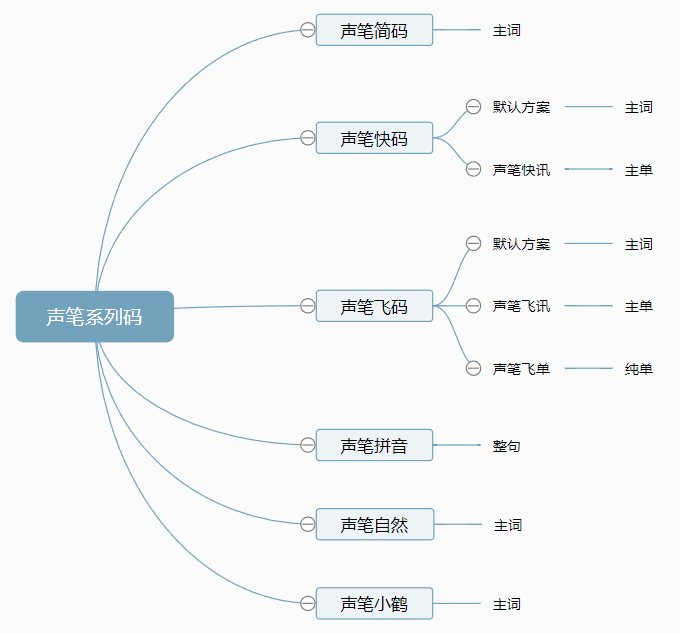 声笔系列码
声笔简码
主词
声笔快码
默认方案
主词
声笔快讯
主单
声笔飞码
默认方案
主词
声笔飞讯
主单
声笔飞单
纯单
声笔拼音
整句
声笔自然
主词
声笔小鹤
主词